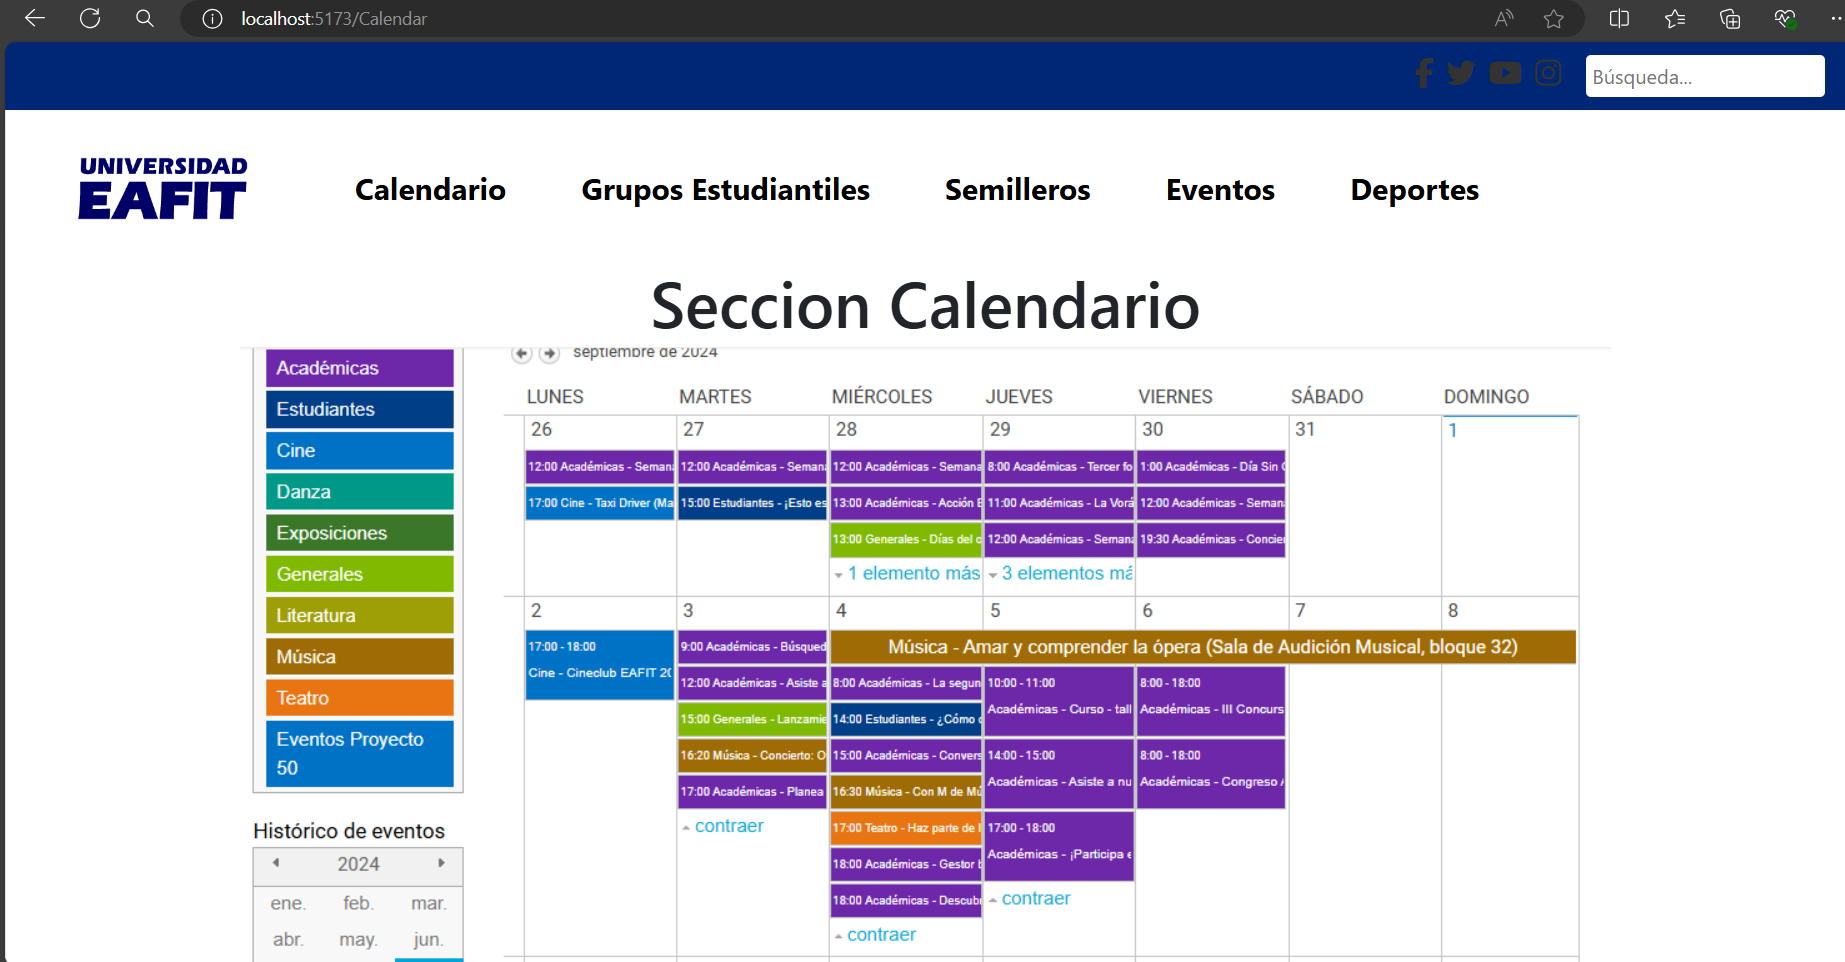 localhost:5173/Calendar
Búsqueda...
UNIVERSIDAD
EAFIT
Calendario
Grupos Estudiantiles
Semilleros
Eventos
Deportes
Seccion Calendario
Académicas
Estudiantes
Cine
Danza
Exposiciones
Generales
Literatura
Música
Teatro
Eventos Proyecto
50
Histórico de eventos
2024
ene. feb. mar.
abr. may. jun.
septiembre de 2024
LUNES MARTES MIÉRCOLES JUEVES VIERNES SÁBADO DOMINGO
26 27 28 29 30 31 1
12:00 Académicas - Seman
12:00 Académicas - Seman
12:00 Académicas - Semana
8:00 Académicas - Tercer fo
1:00 Académicas - Día Sin
17:00 Cine - Taxi Driver (Ma
15:00 Estudiantes - ¡Esto es
13:00 Académicas - Acción
11:00 Académicas - La Vorá
12:00 Académicas - Seman
13:00 Generales - Días del c
12:00 Académicas - Seman
19:30 Académicas - Concie
1 elemento más
3 elementos má
2 3 4 5 6 7 8
17:00 - 18:00
Cine - Cineclub EAFIT 20
9:00 Académicas - Búsqued
12:00 Académicas - Asiste a
15:00 Generales - Lanzamie
16:20 Música - Concierto: O
17:00 Académicas - Planea
contraer
Música - Amar y comprender la ópera (Sala de Audición Musical, bloque 32)
8:00 Académicas - La segun
14:00 Estudiantes - ¿Cómo
15:00 Académicas - Convers
16:30 Música - Con M de Mú
17:00 Teatro - Haz parte de
18:00 Académicas - Gestor
18:00 Académicas - Descub
contraer
10:00 - 11:00
Académicas - Curso - tall
14:00 - 15:00
Académicas - Asiste a nu
17:00 - 18:00
Académicas - ¡Participa
contraer
8:00 - 18:00
Académicas - III Concurs
8:00 - 18:00
Académicas - Congreso